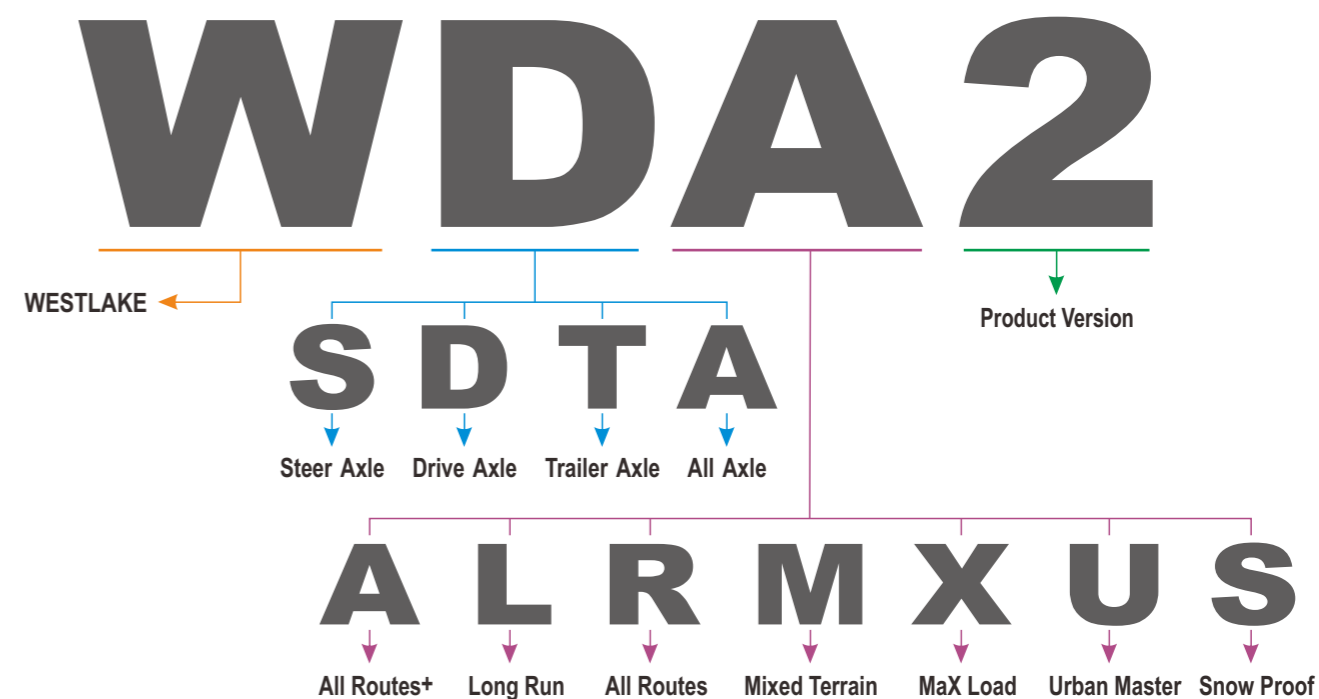 WDA2
WESTLAKE
Product Version
S D T A
Steer Axle Drive Axle Trailer Axle All Axle
A L R M X U S
All Routes+ Long Run All Routes Mixed Terrain MaX Load Urban Master Snow Proof